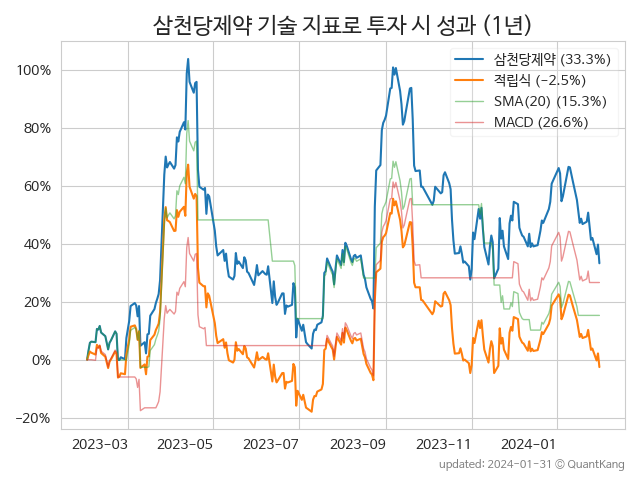 삼천당제약 기술 지표로 투자 시 성과 (1년)
삼천당제약 (33.3%)
적립식 (−2.5%)
SMA(20) (15.3%)
MACD (26.6%)
100%
80%
60%
40%
20%
0%
−20%
2023-03
2023-05
2023-07
2023-09
2023-11
2024-01
updated: 2024-01-31 © QuantKang